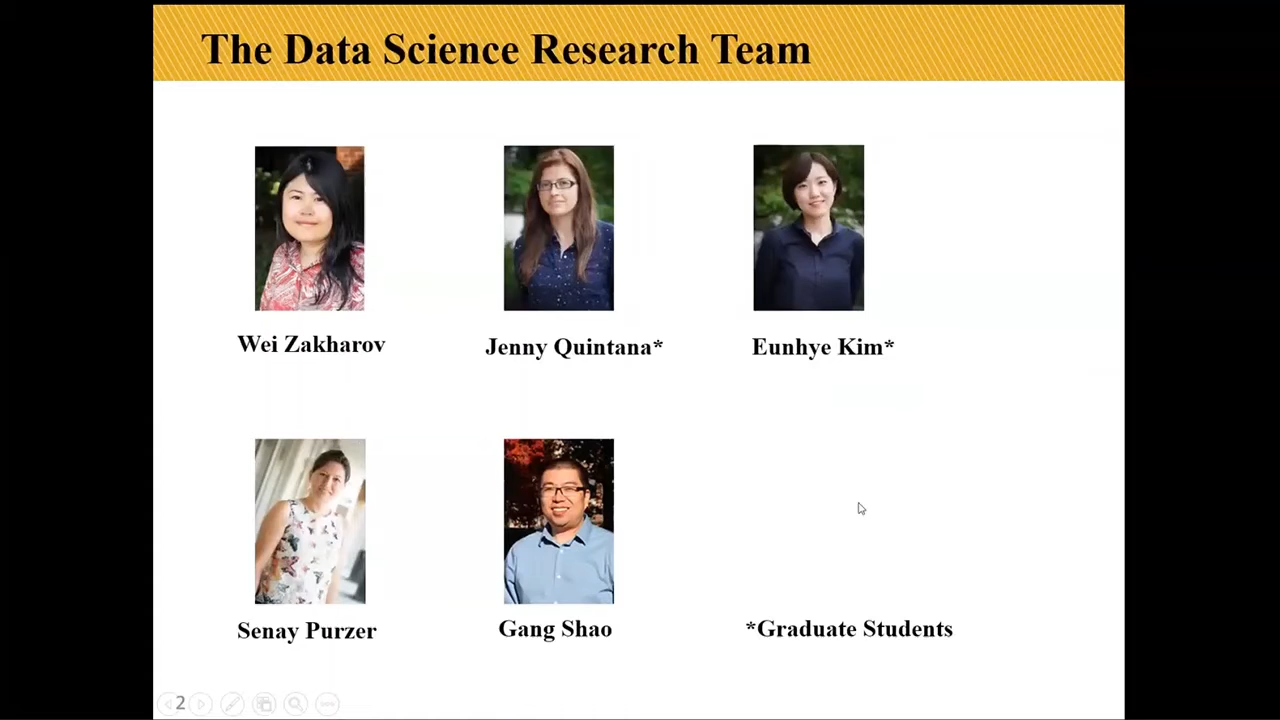 The Data Science Research Team
Wei Zakharov
Jenny Quintana*
Eunhye Kim*
Senay Purzer
Gang Shao
*Graduate Students
2